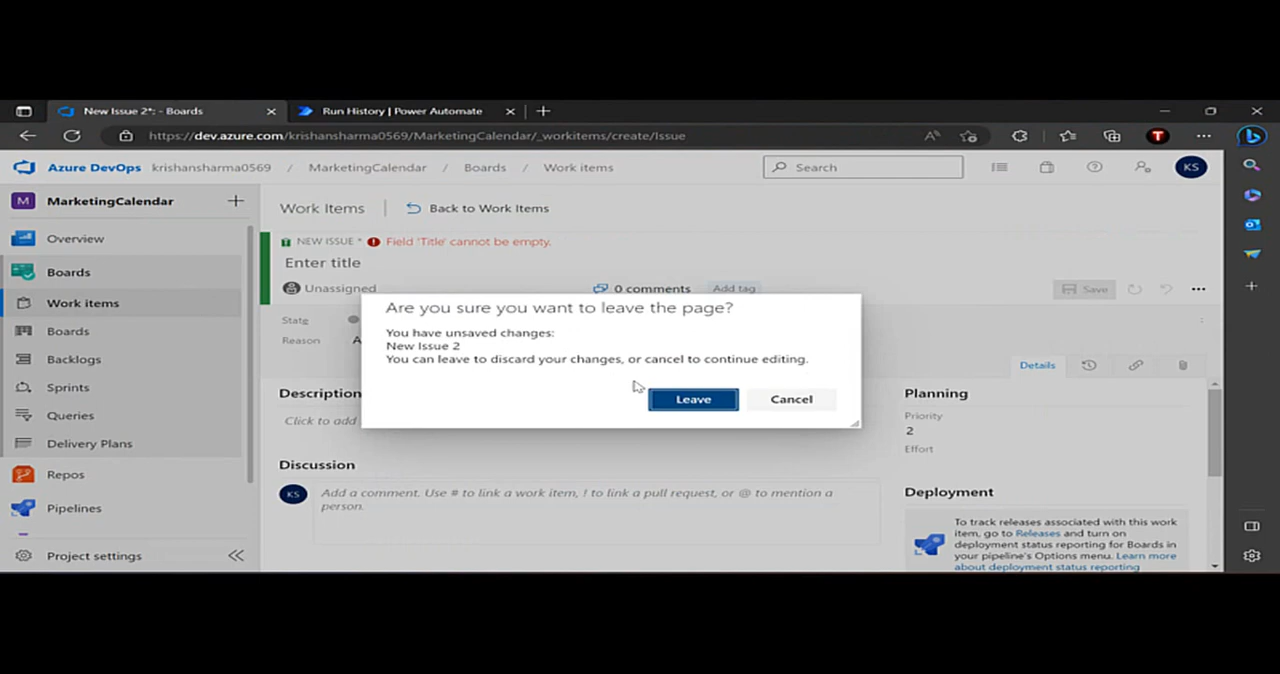 New Issue 2*: - Boards
Run History | Power Automate
https://dev.azure.com/krishansharma0569/MarketingCalendar/_workitems/create/Issue
Azure DevOps krishansharma0569 / MarketingCalendar / Boards / Work items
Search
KS
M MarketingCalendar
Overview
Boards
Work items
Boards
Backlogs
Sprints
Queries
Delivery Plans
Repos
Pipelines
Project settings
Work Items
Back to Work Items
NEW ISSUE * Field 'Title' cannot be empty.
Enter title
Unassigned
0 comments
Add tag
Save
State
Reason
A
Details
Are you sure you want to leave the page?
You have unsaved changes:
New Issue 2
You can leave to discard your changes, or cancel to continue editing.
Leave
Cancel
Description
Click to add
Discussion
KS
Add a comment. Use # to link a work item, ! to link a pull request, or @ to mention a
person.
Planning
Priority
2
Effort
Deployment
To track releases associated with this work
item, go to Releases and turn on
deployment status reporting for Boards in
your pipeline's Options menu. Learn more
about deployment status reporting